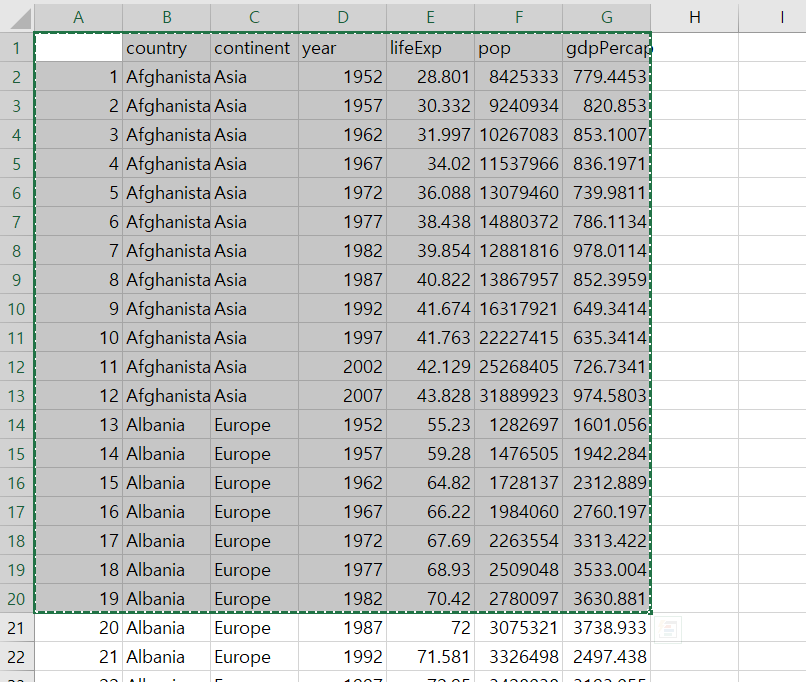 A B C D E F G H I
1 country continent year lifeExp pop gdpPercap
2 1 Afghanista Asia 1952 28.801 8425333 779.4453
3 2 Afghanista Asia 1957 30.332 9240934 820.853
4 3 Afghanista Asia 1962 31.997 10267083 853.1007
5 4 Afghanista Asia 1967 34.02 11537966 836.1971
6 5 Afghanista Asia 1972 36.088 13079460 739.9811
7 6 Afghanista Asia 1977 38.438 14880372 786.1134
8 7 Afghanista Asia 1982 39.854 12881816 978.0114
9 8 Afghanista Asia 1987 40.822 13867957 852.3959
10 9 Afghanista Asia 1992 41.674 16317921 649.3414
11 10 Afghanista Asia 1997 41.763 22227415 635.3414
12 11 Afghanista Asia 2002 42.129 25268405 726.7341
13 12 Afghanista Asia 2007 43.828 31889923 974.5803
14 13 Albania Europe 1952 55.23 1282697 1601.056
15 14 Albania Europe 1957 59.28 1476505 1942.284
16 15 Albania Europe 1962 64.82 1728137 2312.889
17 16 Albania Europe 1967 66.22 1984060 2760.197
18 17 Albania Europe 1972 67.69 2263554 3313.422
19 18 Albania Europe 1977 68.93 2509048 3533.004
20 19 Albania Europe 1982 70.42 2780097 3630.881
21 20 Albania Europe 1987 72 3075321 3738.933
22 21 Albania Europe 1992 71.581 3326498 2497.438